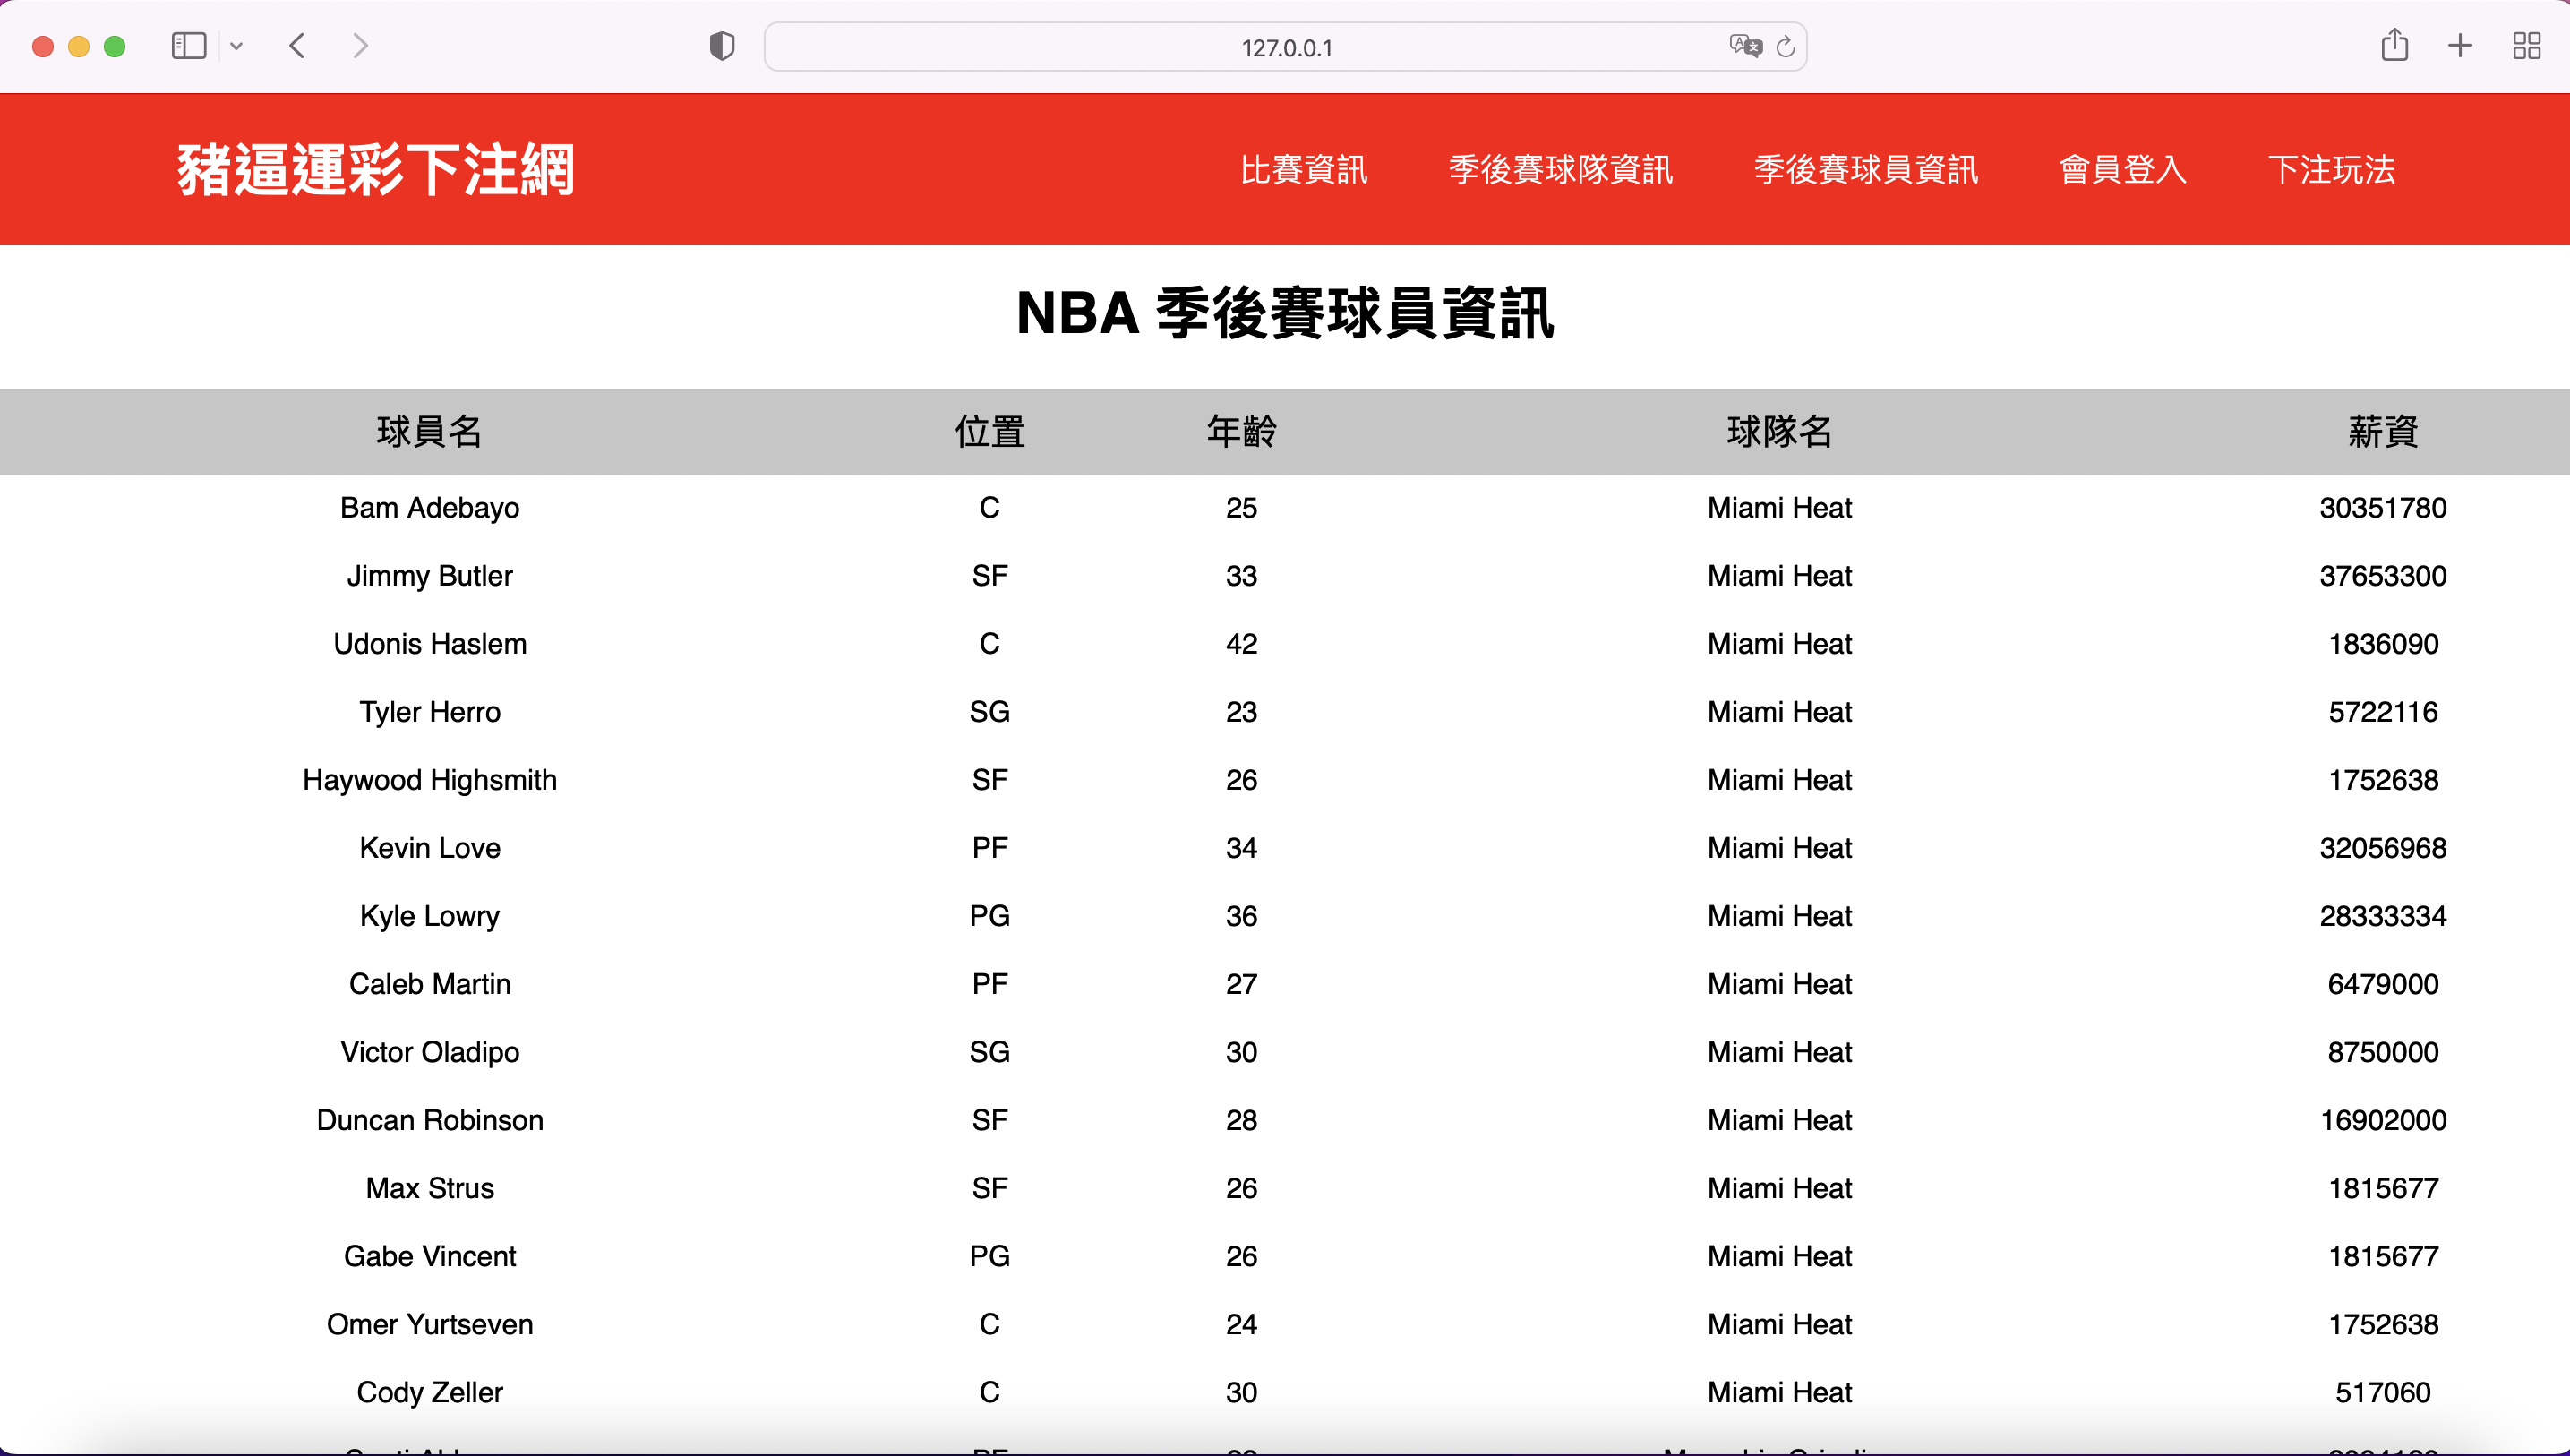 127.0.0.1
豬逼運彩下注網 比賽資訊 季後賽球隊資訊 季後賽球員資訊 會員登入 下注玩法
NBA 季後賽球員資訊
球員名 位置 年齡 球隊名 薪資
Bam Adebayo C 25 Miami Heat 30351780
Jimmy Butler SF 33 Miami Heat 37653300
Udonis Haslem C 42 Miami Heat 1836090
Tyler Herro SG 23 Miami Heat 5722116
Haywood Highsmith SF 26 Miami Heat 1752638
Kevin Love PF 34 Miami Heat 32056968
Kyle Lowry PG 36 Miami Heat 28333334
Caleb Martin PF 27 Miami Heat 6479000
Victor Oladipo SG 30 Miami Heat 8750000
Duncan Robinson SF 28 Miami Heat 16902000
Max Strus SF 26 Miami Heat 1815677
Gabe Vincent PG 26 Miami Heat 1815677
Omer Yurtseven C 24 Miami Heat 1752638
Cody Zeller C 30 Miami Heat 517060